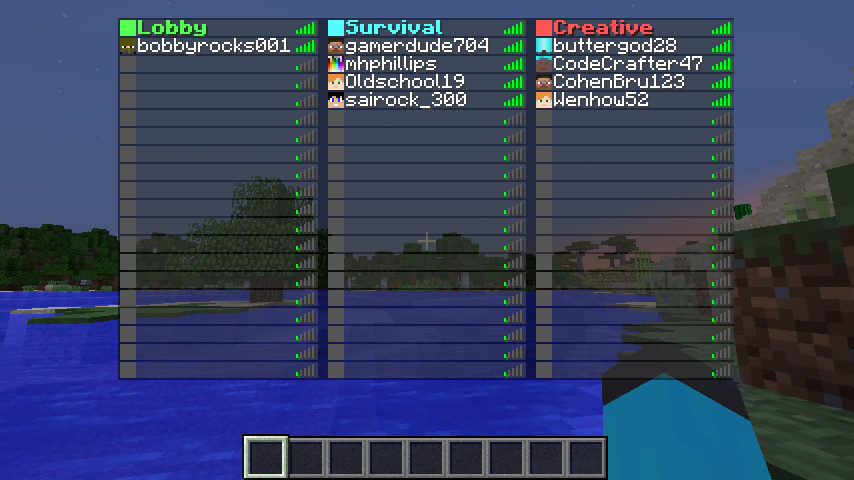 Lobby
bobbyrocks001
Survival
gamerdude704
mhphillips
Oldschool19
sairock_300
Creative
buttergod28
CodeCrafter47
CohenBru123
Wenhow52